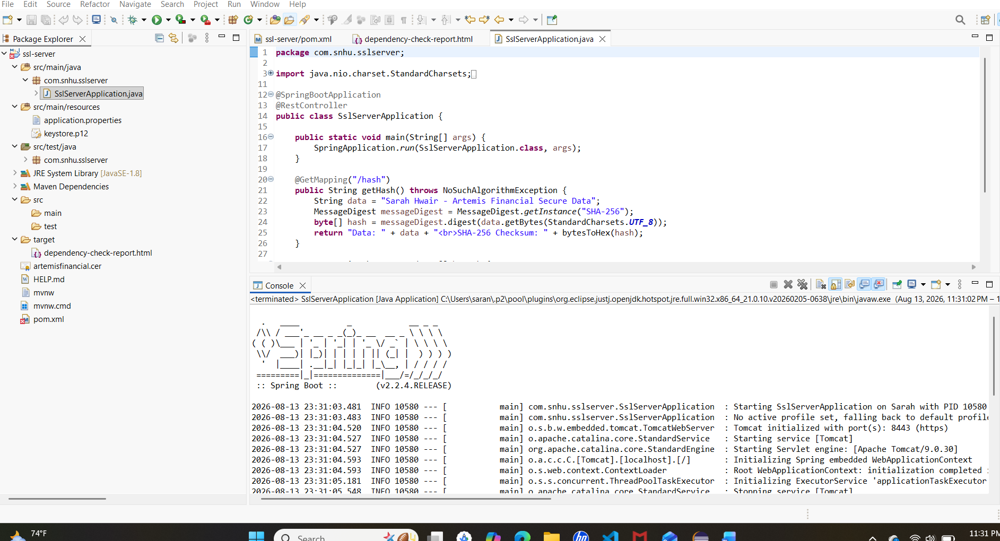 File Edit Source Refactor Navigate Search Project Run Window Help
Package Explorer
ssl-server
src/main/java
com.snhu.sslserver
SslServerApplication.java
src/main/resources
application.properties
keystore.p12
src/test/java
com.snhu.sslserver
JRE System Library [JavaSE-1.8]
Maven Dependencies
src
main
test
target
dependency-check-report.html
artemisfinancial.cer
HELP.md
mvnw
mvnw.cmd
pom.xml
ssl-server/pom.xml dependency-check-report.html SslServerApplication.java
1 package com.snhu.sslserver;
2
3 import java.nio.charset.StandardCharsets;
11
12 @SpringBootApplication
13 @RestController
14 public class SslServerApplication {
15
16 public static void main(String[] args) {
17 SpringApplication.run(SslServerApplication.class, args);
18 }
19
20 @GetMapping("/hash")
21 public String getHash() throws NoSuchAlgorithmException {
22 String data = "Sarah Hwair - Artemis Financial Secure Data";
23 MessageDigest messageDigest = MessageDigest.getInstance("SHA-256");
24 byte[] hash = messageDigest.digest(data.getBytes(StandardCharsets.UTF_8));
25 return "Data: " + data + "<br>SHA-256 Checksum: " + bytesToHex(hash);
26 }
27
Console
<terminated> SslServerApplication [Java Application] C:\Users\saran\.p2\pool\plugins\org.eclipse.justj.openjdk.hotspot.jre.full.win32.x86_64_21.0.10.v20260205-0638\jre\bin\javaw.exe (Aug 13, 2026, 11:31:02 PM – 1
Spring
:: Spring Boot :: (v2.2.4.RELEASE)
2026-08-13 23:31:03.481 INFO 10580 --- [ main] com.snhu.sslserver.SslServerApplication : Starting SslServerApplication on Sarah with PID 10580
2026-08-13 23:31:03.483 INFO 10580 --- [ main] com.snhu.sslserver.SslServerApplication : No active profile set, falling back to default profile
2026-08-13 23:31:04.520 INFO 10580 --- [ main] o.s.b.w.embedded.tomcat.TomcatWebServer : Tomcat initialized with port(s): 8443 (https)
2026-08-13 23:31:04.527 INFO 10580 --- [ main] o.apache.catalina.core.StandardService : Starting service [Tomcat]
2026-08-13 23:31:04.527 INFO 10580 --- [ main] org.apache.catalina.core.StandardEngine : Starting Servlet engine: [Apache Tomcat/9.0.30]
2026-08-13 23:31:04.593 INFO 10580 --- [ main] o.a.c.c.C.[Tomcat].[localhost].[/] : Initializing Spring embedded WebApplicationContext
2026-08-13 23:31:04.593 INFO 10580 --- [ main] o.s.web.context.ContextLoader : Root WebApplicationContext: initialization completed
2026-08-13 23:31:05.181 INFO 10580 --- [ main] o.s.s.concurrent.ThreadPoolTaskExecutor : Initializing ExecutorService 'applicationTaskExecutor
2026-08-13 23:31:05.548 INFO 10580 --- [ main] o.apache.catalina.core.StandardService : Stopping service [Tomcat]
74°F
Search
11:31 PM